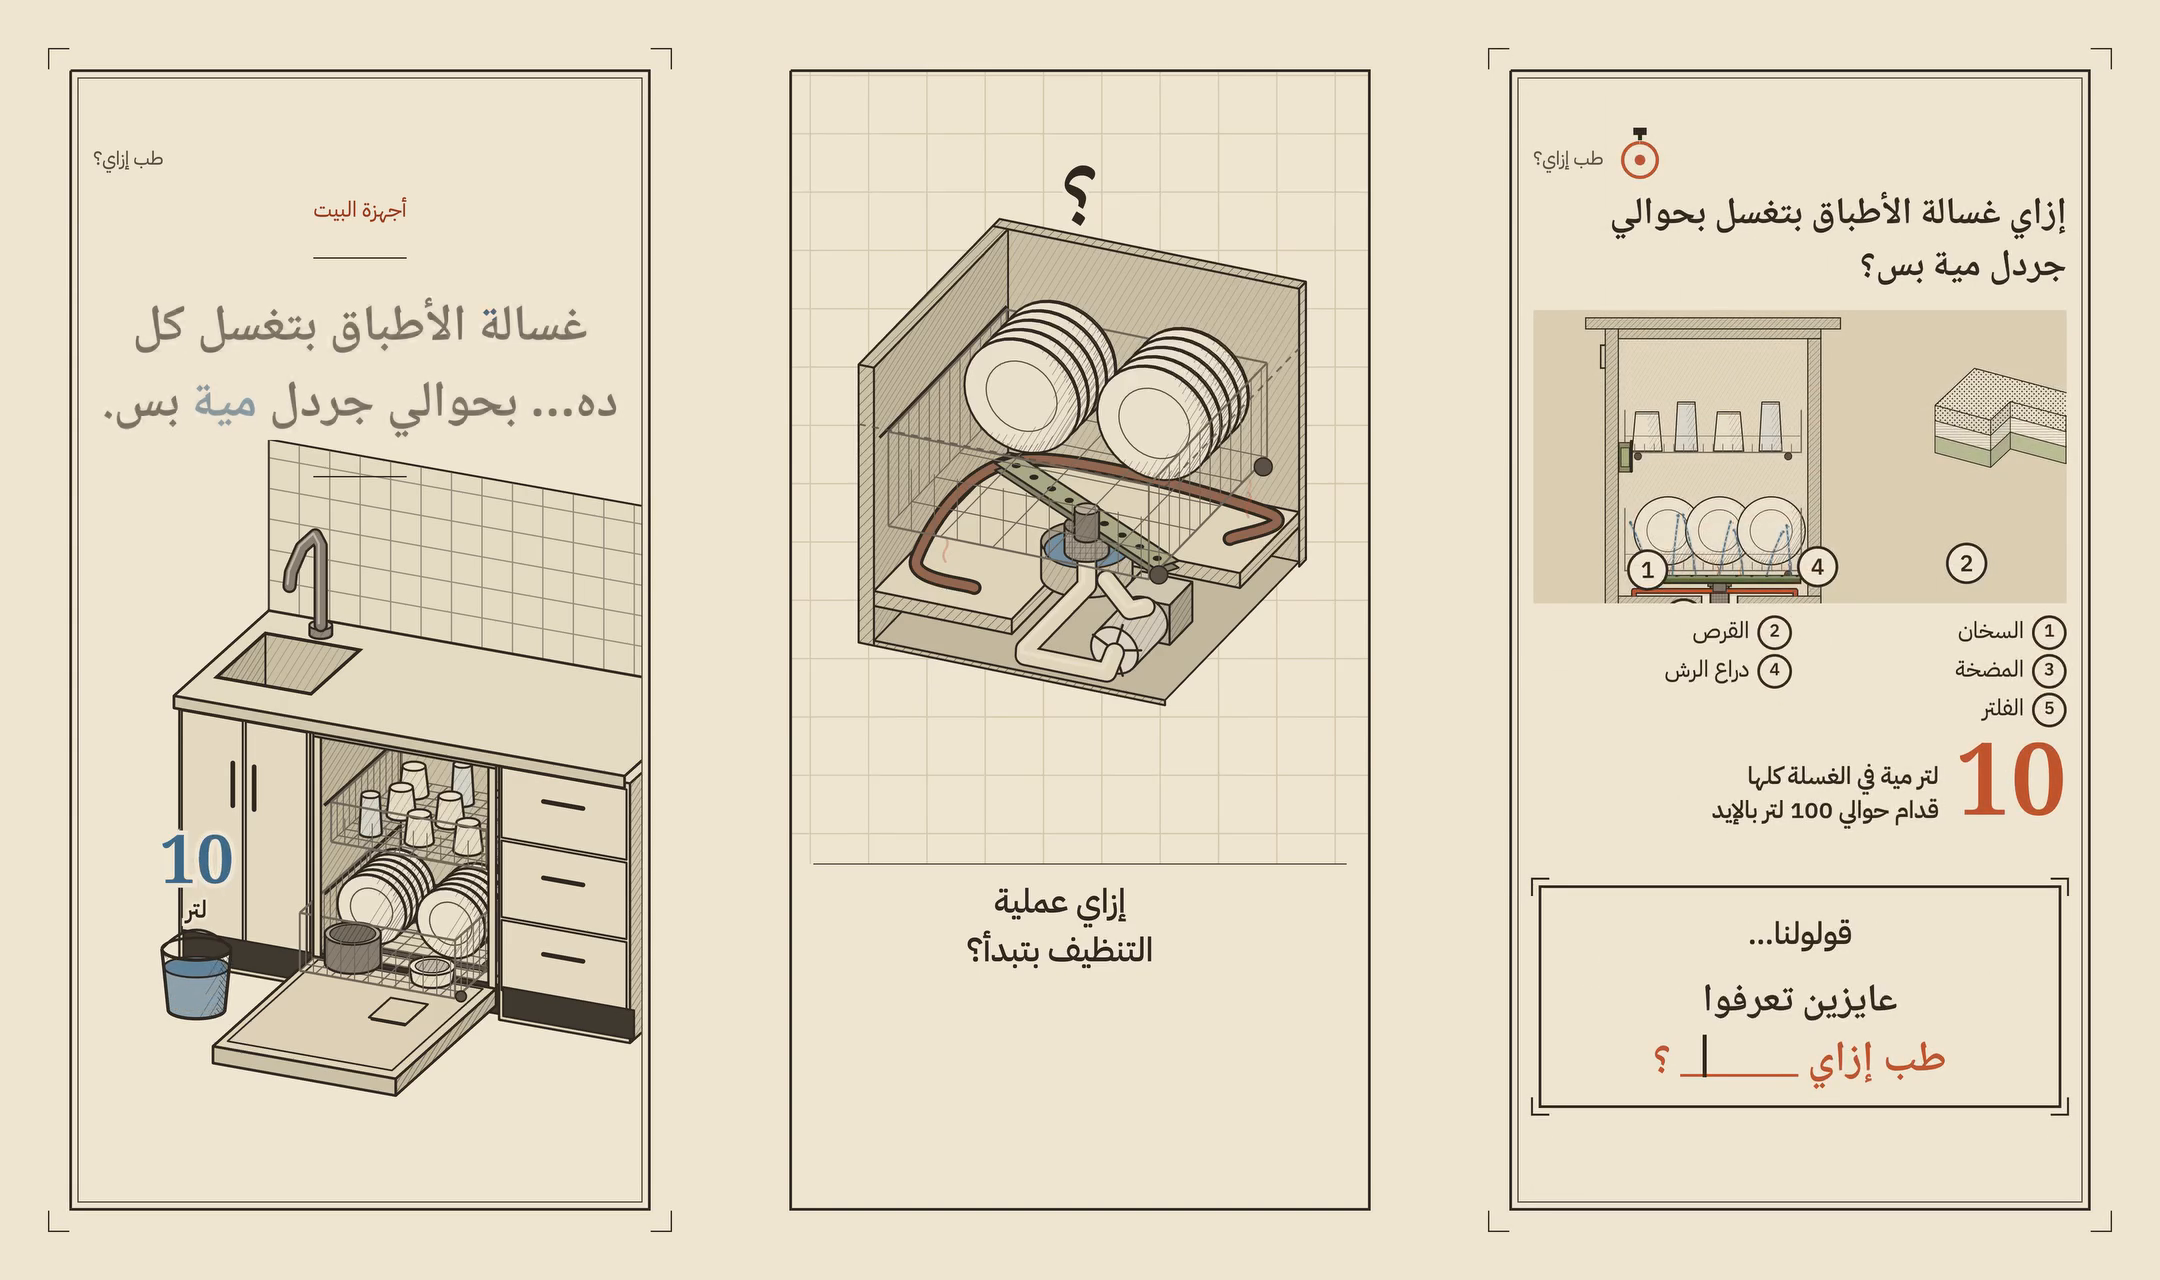 طب إزاي؟
أجهزة البيت
غسالة الأطباق بتغسل كل
ده... بحوالي جردل مية بس.
10
لتر
؟
إزاي عملية
التنظيف بتبدأ؟
طب إزاي؟
إزاي غسالة الأطباق بتغسل بحوالي
جردل مية بس؟
1
4
2
1 السخان
2 القرص
3 المضخة
4 دراع الرش
5 الفلتر
10
لتر مية في الغسلة كلها
قدام حوالي 100 لتر بالإيد
قولولنا...
عايزين تعرفوا
طب إزاي ______ ؟